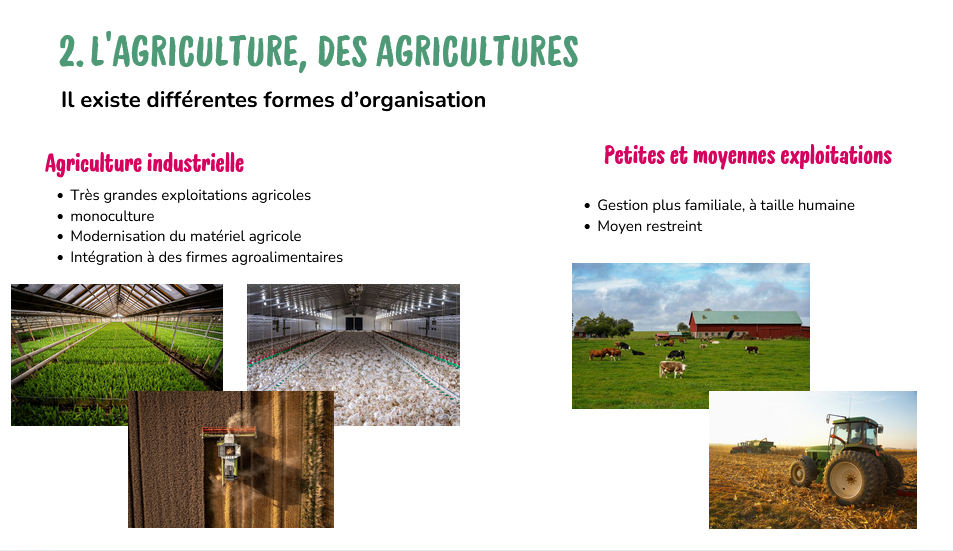 2. L'AGRICULTURE, DES AGRICULTURES
Il existe différentes formes d'organisation
Agriculture industrielle
• Très grandes exploitations agricoles
• monoculture
• Modernisation du matériel agricole
• Intégration à des firmes agroalimentaires
Petites et moyennes exploitations
• Gestion plus familiale, à taille humaine
• Moyen restreint